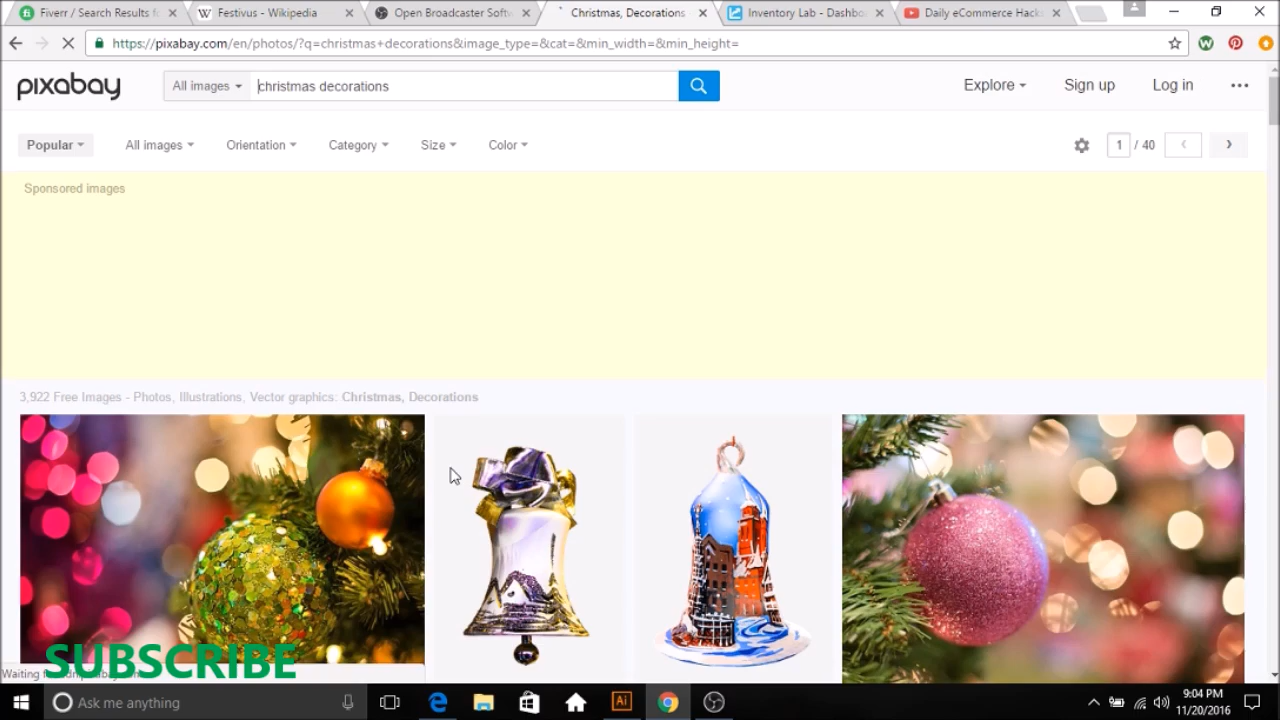 Fiverr / Search Results f
Festivus - Wikipedia
Open Broadcaster Softw
Christmas, Decorations
Inventory Lab - Dashbo
Daily eCommerce Hack
https://pixabay.com/en/photos/?q=christmas+decorations&image_type=&cat=&min_width=&min_height=
pixabay
All images
christmas decorations
Explore
Sign up
Log in
Popular
All images
Orientation
Category
Size
Color
1 / 40
Sponsored images
3,922 Free Images - Photos, Illustrations, Vector graphics: Christmas, Decorations
SUBSCRIBE
Waiting
Ask me anything
Ai
9:04 PM
11/20/2016